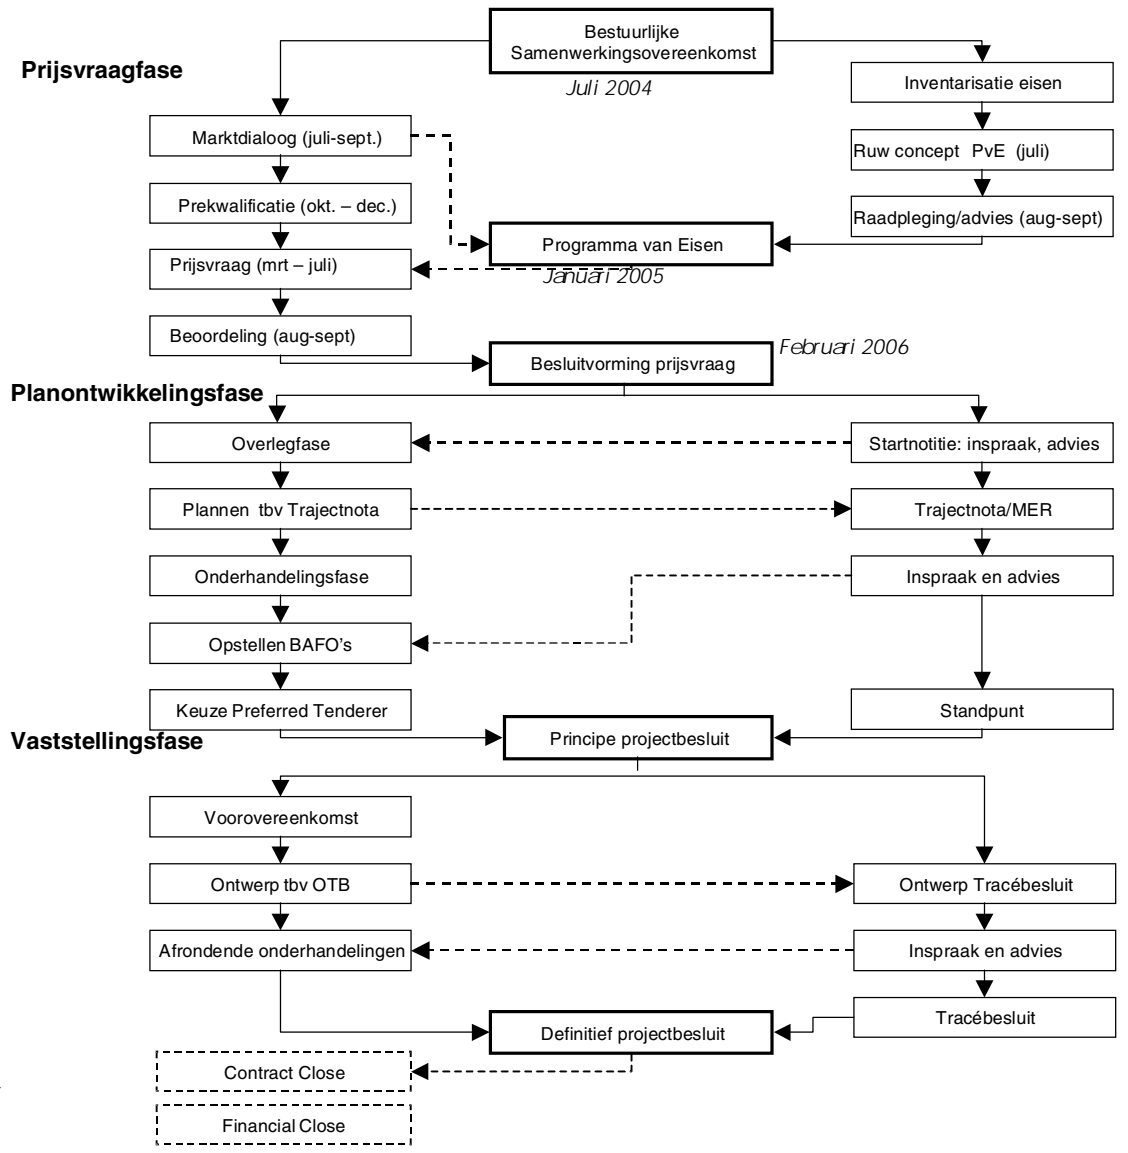 Bestuurlijke
Samenwerkingsovereenkomst
Prijsvraagfase
Juli 2004
Inventarisatie eisen
Marktdialoog (juli-sept.)
Ruw concept PvE (juli)
Prekwalificatie (okt. – dec.)
Raadpleging/advies (aug-sept)
Programma van Eisen
Prijsvraag (mrt – juli)
Januari 2005
Beoordeling (aug-sept)
Februari 2006
Besluitvorming prijsvraag
Planontwikkelingsfase
Overlegfase
Startnotitie: inspraak, advies
Plannen tbv Trajectnota
Trajectnota/MER
Onderhandelingsfase
Inspraak en advies
Opstellen BAFO's
Keuze Preferred Tenderer
Standpunt
Vaststellingsfase
Principe projectbesluit
Voorovereenkomst
Ontwerp tbv OTB
Ontwerp Tracébesluit
Afrondende onderhandelingen
Inspraak en advies
Tracébesluit
Definitief projectbesluit
Contract Close
Financial Close